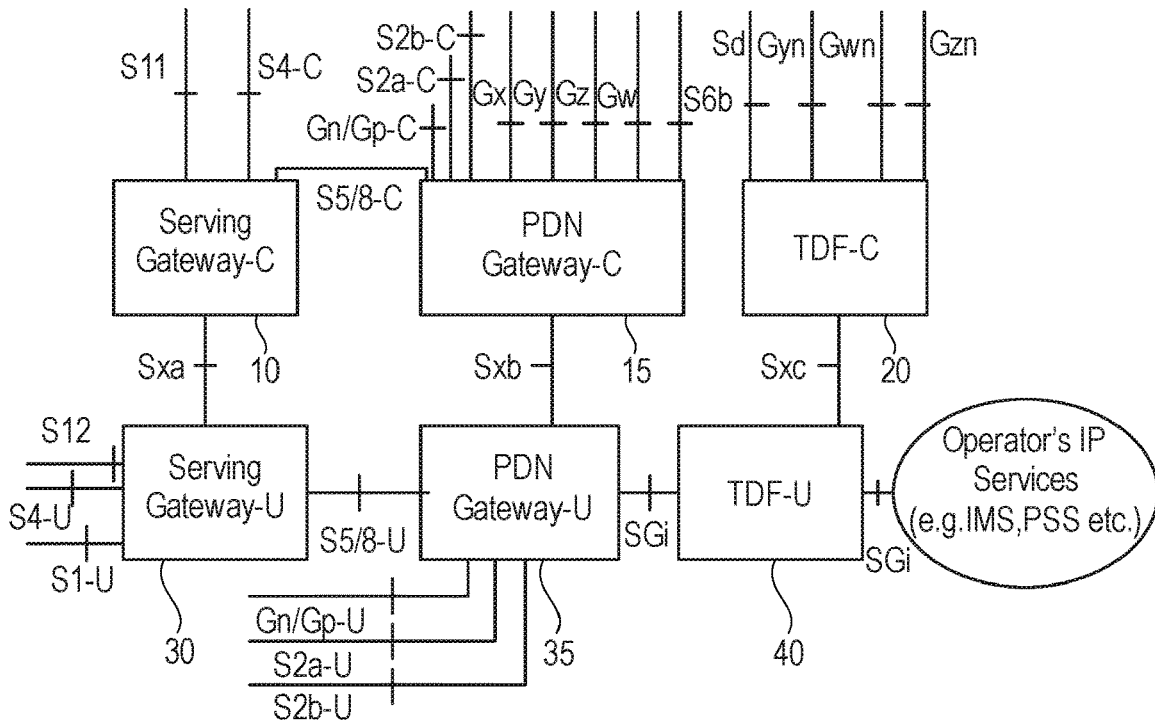 S2b-C
S11
S4-C
S2a-C
Gn/Gp-C
Gx
Gy
Gz
Gw
S6b
Sd
Gyn
Gwn
Gzn
S5/8-C
Serving
Gateway-C
PDN
Gateway-C
TDF-C
10
15
20
Sxa
Sxb
Sxc
S12
S4-U
S1-U
Serving
Gateway-U
S5/8-U
PDN
Gateway-U
SGi
TDF-U
SGi
Operator's IP
Services
(e.g.IMS,PSS etc.)
30
35
40
Gn/Gp-U
S2a-U
S2b-U